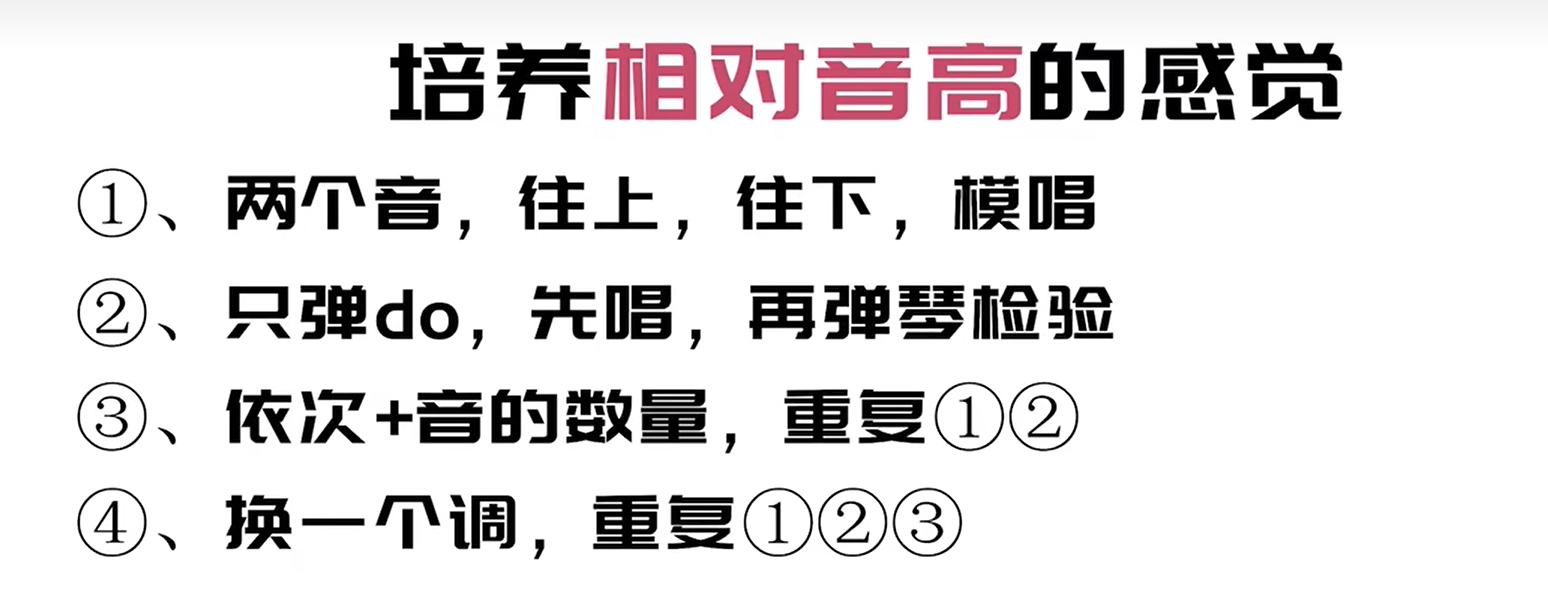 培养相对音高的感觉
①、两个音，往上，往下，模唱
②、只弹do，先唱，再弹琴检验
③、依次+音的数量，重复①②
④、换一个调，重复①②③